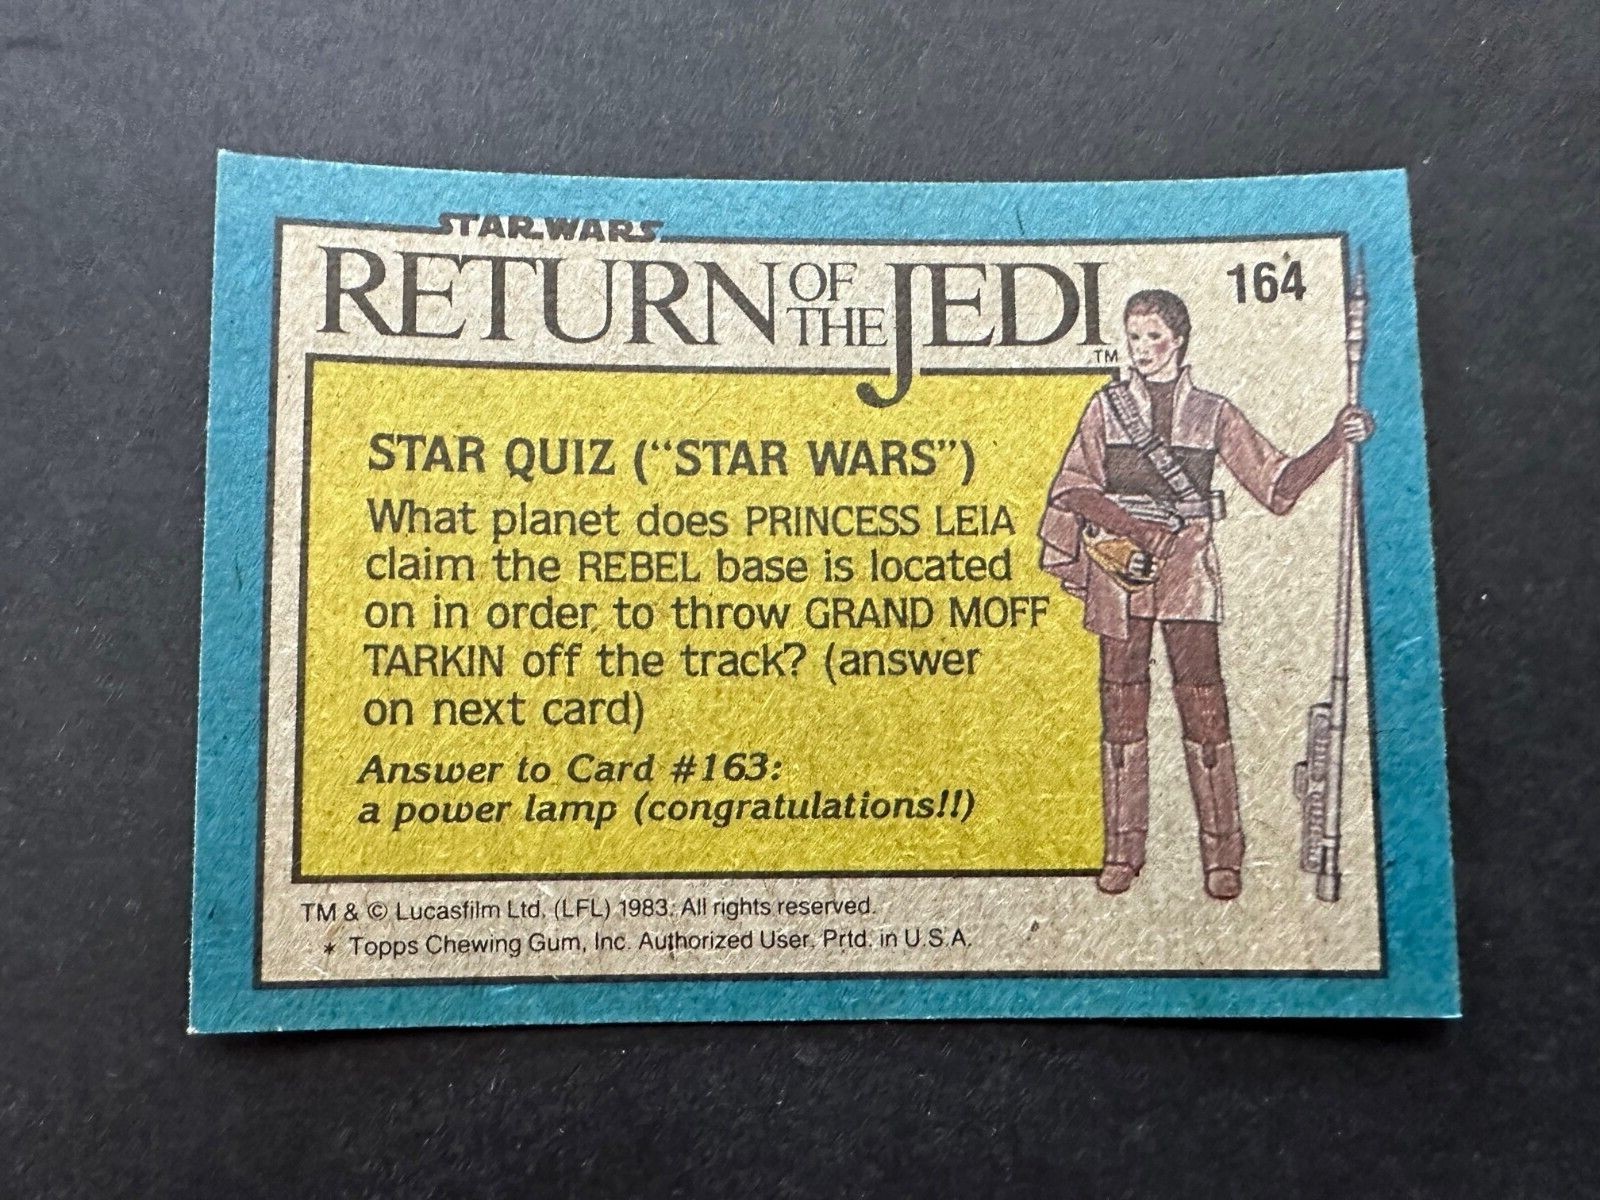 STAR WARS
RETURN OF THE JEDI TM
164
STAR QUIZ (“STAR WARS”)
What planet does PRINCESS LEIA
claim the REBEL base is located
on in order to throw GRAND MOFF
TARKIN off the track? (answer
on next card)
Answer to Card #163:
a power lamp (congratulations!!)
TM & © Lucasfilm Ltd. (LFL) 1983. All rights reserved.
* Topps Chewing Gum, Inc. Authorized User, Prtd. in U.S.A.